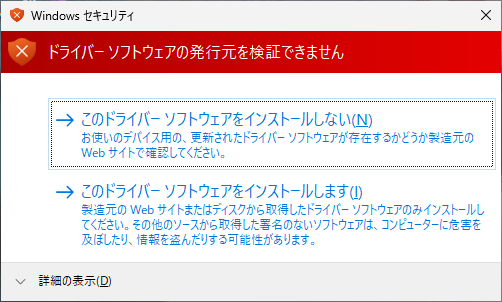 Windows セキュリティ
ドライバー ソフトウェアの発行元を検証できません
このドライバー ソフトウェアをインストールしない(N)
お使いのデバイス用の、更新されたドライバー ソフトウェアが存在するかどうか製造元の
Web サイトで確認してください。
このドライバー ソフトウェアをインストールします(I)
製造元の Web サイトまたはディスクから取得したドライバー ソフトウェアのみインストールし
てください。その他のソースから取得した署名のないソフトウェアは、コンピューターに危害を
及ぼしたり、情報を盗んだりする可能性があります。
詳細の表示(D)